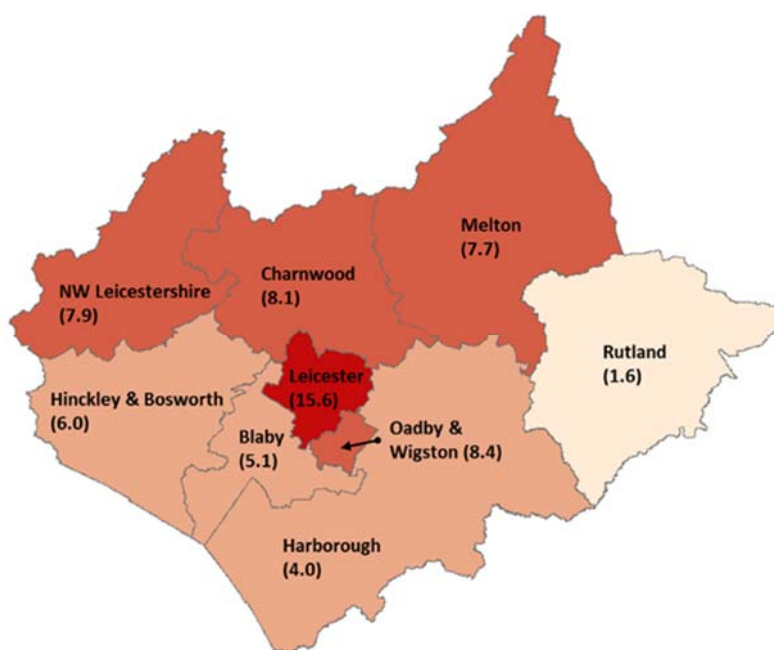 Melton
(7.7)
NW Leicestershire
(7.9)
Charnwood
(8.1)
Rutland
(1.6)
Hinckley & Bosworth
(6.0)
Leicester
(15.6)
Blaby
(5.1)
Oadby &
Wigston (8.4)
Harborough
(4.0)